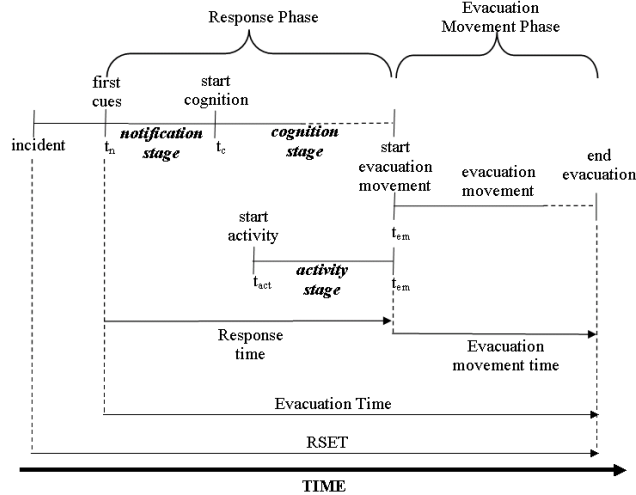 Response Phase
Evacuation
Movement Phase
first
cues
start
cognition
incident
tn
notification
stage
tc
cognition
stage
start
evacuation
movement
evacuation
movement
end
evacuation
start
activity
tem
tact
activity
stage
tem
Response
time
Evacuation
movement time
Evacuation Time
RSET
TIME